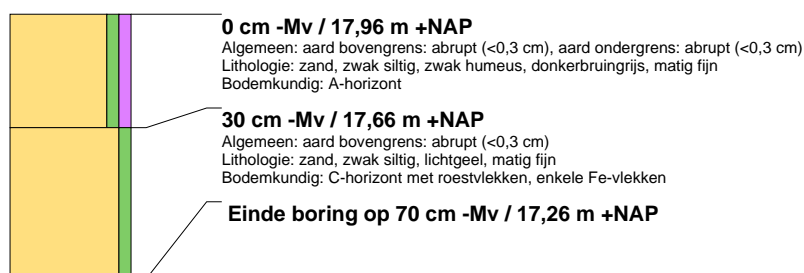 0 cm -Mv / 17,96 m +NAP
Algemeen: aard bovengrens: abrupt (<0,3 cm), aard ondergrens: abrupt (<0,3 cm)
Lithologie: zand, zwak siltig, zwak humeus, donkerbruingrijs, matig fijn
Bodemkundig: A-horizont
30 cm -Mv / 17,66 m +NAP
Algemeen: aard bovengrens: abrupt (<0,3 cm)
Lithologie: zand, zwak siltig, lichtgeel, matig fijn
Bodemkundig: C-horizont met roestvlekken, enkele Fe-vlekken
Einde boring op 70 cm -Mv / 17,26 m +NAP